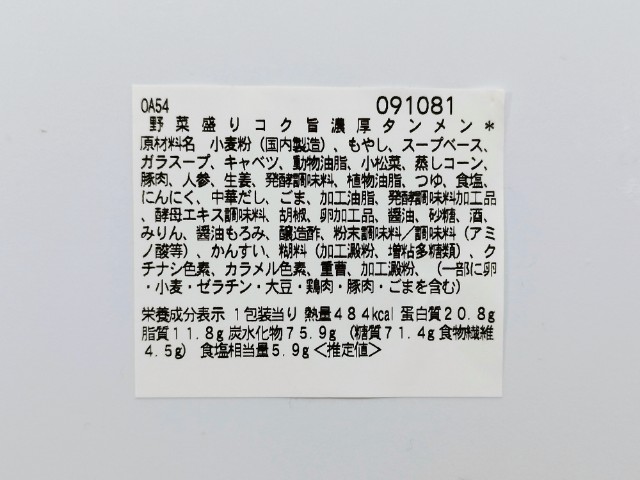 OA54 091081
野菜盛りコク旨濃厚タンメン＊
原材料名 小麦粉（国内製造）、もやし、スープベース、
ガラスープ、キャベツ、動物油脂、小松菜、蒸しコーン、
豚肉、人参、生姜、発酵調味料、植物油脂、つゆ、食塩、
にんにく、中華だし、ごま、加工油脂、発酵調味料加工品
、酵母エキス調味料、胡椒、卵加工品、醤油、砂糖、酒、
みりん、醤油もろみ、醸造酢、粉末調味料／調味料（アミ
ノ酸等）、かんすい、糊料（加工澱粉、増粘多糖類）、ク
チナシ色素、カラメル色素、重曹、加工澱粉、（一部に卵
・小麦・ゼラチン・大豆・鶏肉・豚肉・ごまを含む）
栄養成分表示 １包装当り 熱量４８４kcal 蛋白質２０．８g
脂質１１．８g 炭水化物７５．９g （糖質７１．４g 食物繊維
４．５g） 食塩相当量５．９g＜推定値＞